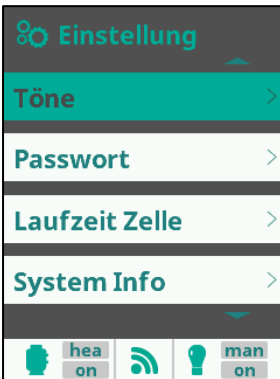 Einstellung
Töne
Passwort
Laufzeit Zelle
System Info
hea man
on on